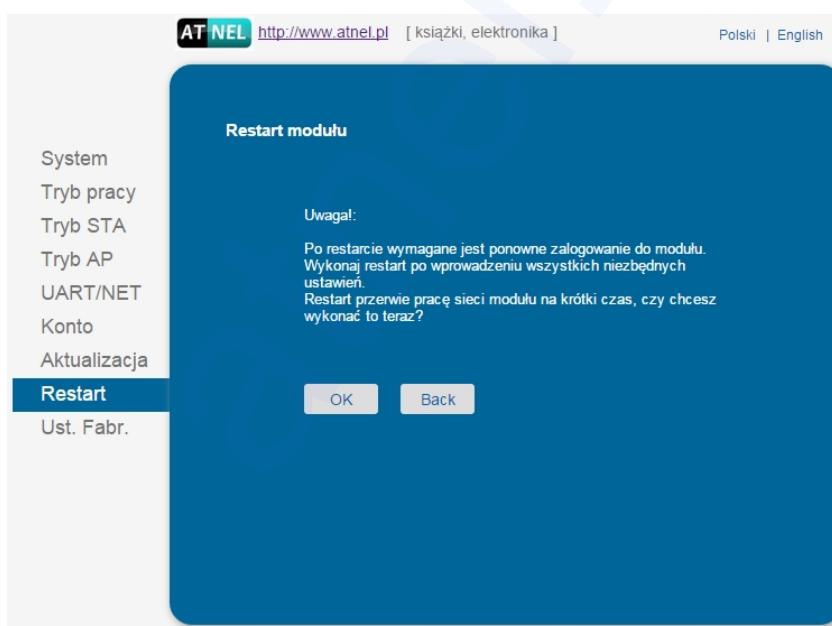 AT NEL http://www.atnel.pl [ książki, elektronika ] Polski | English
Restart modułu
System
Tryb pracy
Tryb STA
Tryb AP
UART/NET
Konto
Aktualizacja
Restart
Ust. Fabr.
Uwaga!:
Po restarcie wymagane jest ponowne zalogowanie do modułu.
Wykonaj restart po wprowadzeniu wszystkich niezbędnych
ustawień.
Restart przerwie pracę sieci modułu na krótki czas, czy chcesz
wykonać to teraz?
OK Back